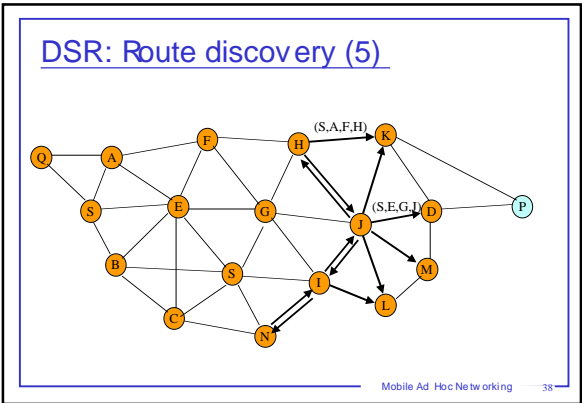 DSR: Route discovery (5)
(S,A,F,H)
K
F
H
Q
A
(S,E,G,J)
S
E
G
D
P
J
B
S
M
I
L
C
N
Mobile Ad Hoc Networking 38